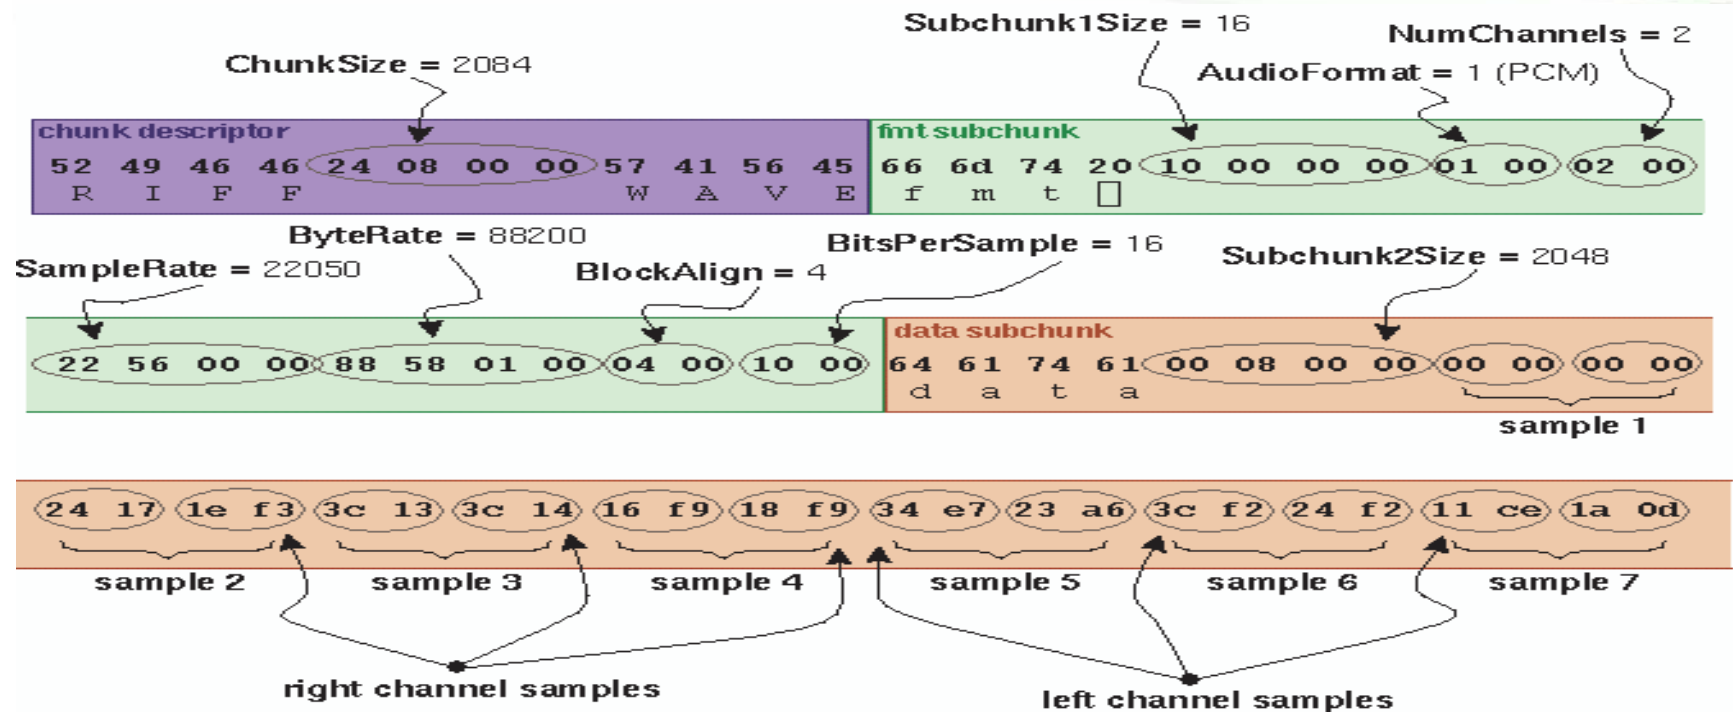 Subchunk1Size = 16
NumChannels = 2
ChunkSize = 2084
AudioFormat = 1 (PCM)
chunk descriptor
fmt subchunk
52 49 46 46 24 08 00 00 57 41 56 45 66 6d 74 20 10 00 00 00 01 00 02 00
R I F F W A V E f m t
ByteRate = 88200
BitsPerSample = 16
Subchunk2Size = 2048
SampleRate = 22050
BlockAlign = 4
data subchunk
22 56 00 00 88 58 01 00 04 00 10 00 64 61 74 61 00 08 00 00 00 00 00 00
d a t a
sample 1
24 17 1e f3 3c 13 3c 14 16 f9 18 f9 34 e7 23 a6 3c f2 24 f2 11 ce 1a 0d
sample 2 sample 3 sample 4 sample 5 sample 6 sample 7
right channel samples
left channel samples